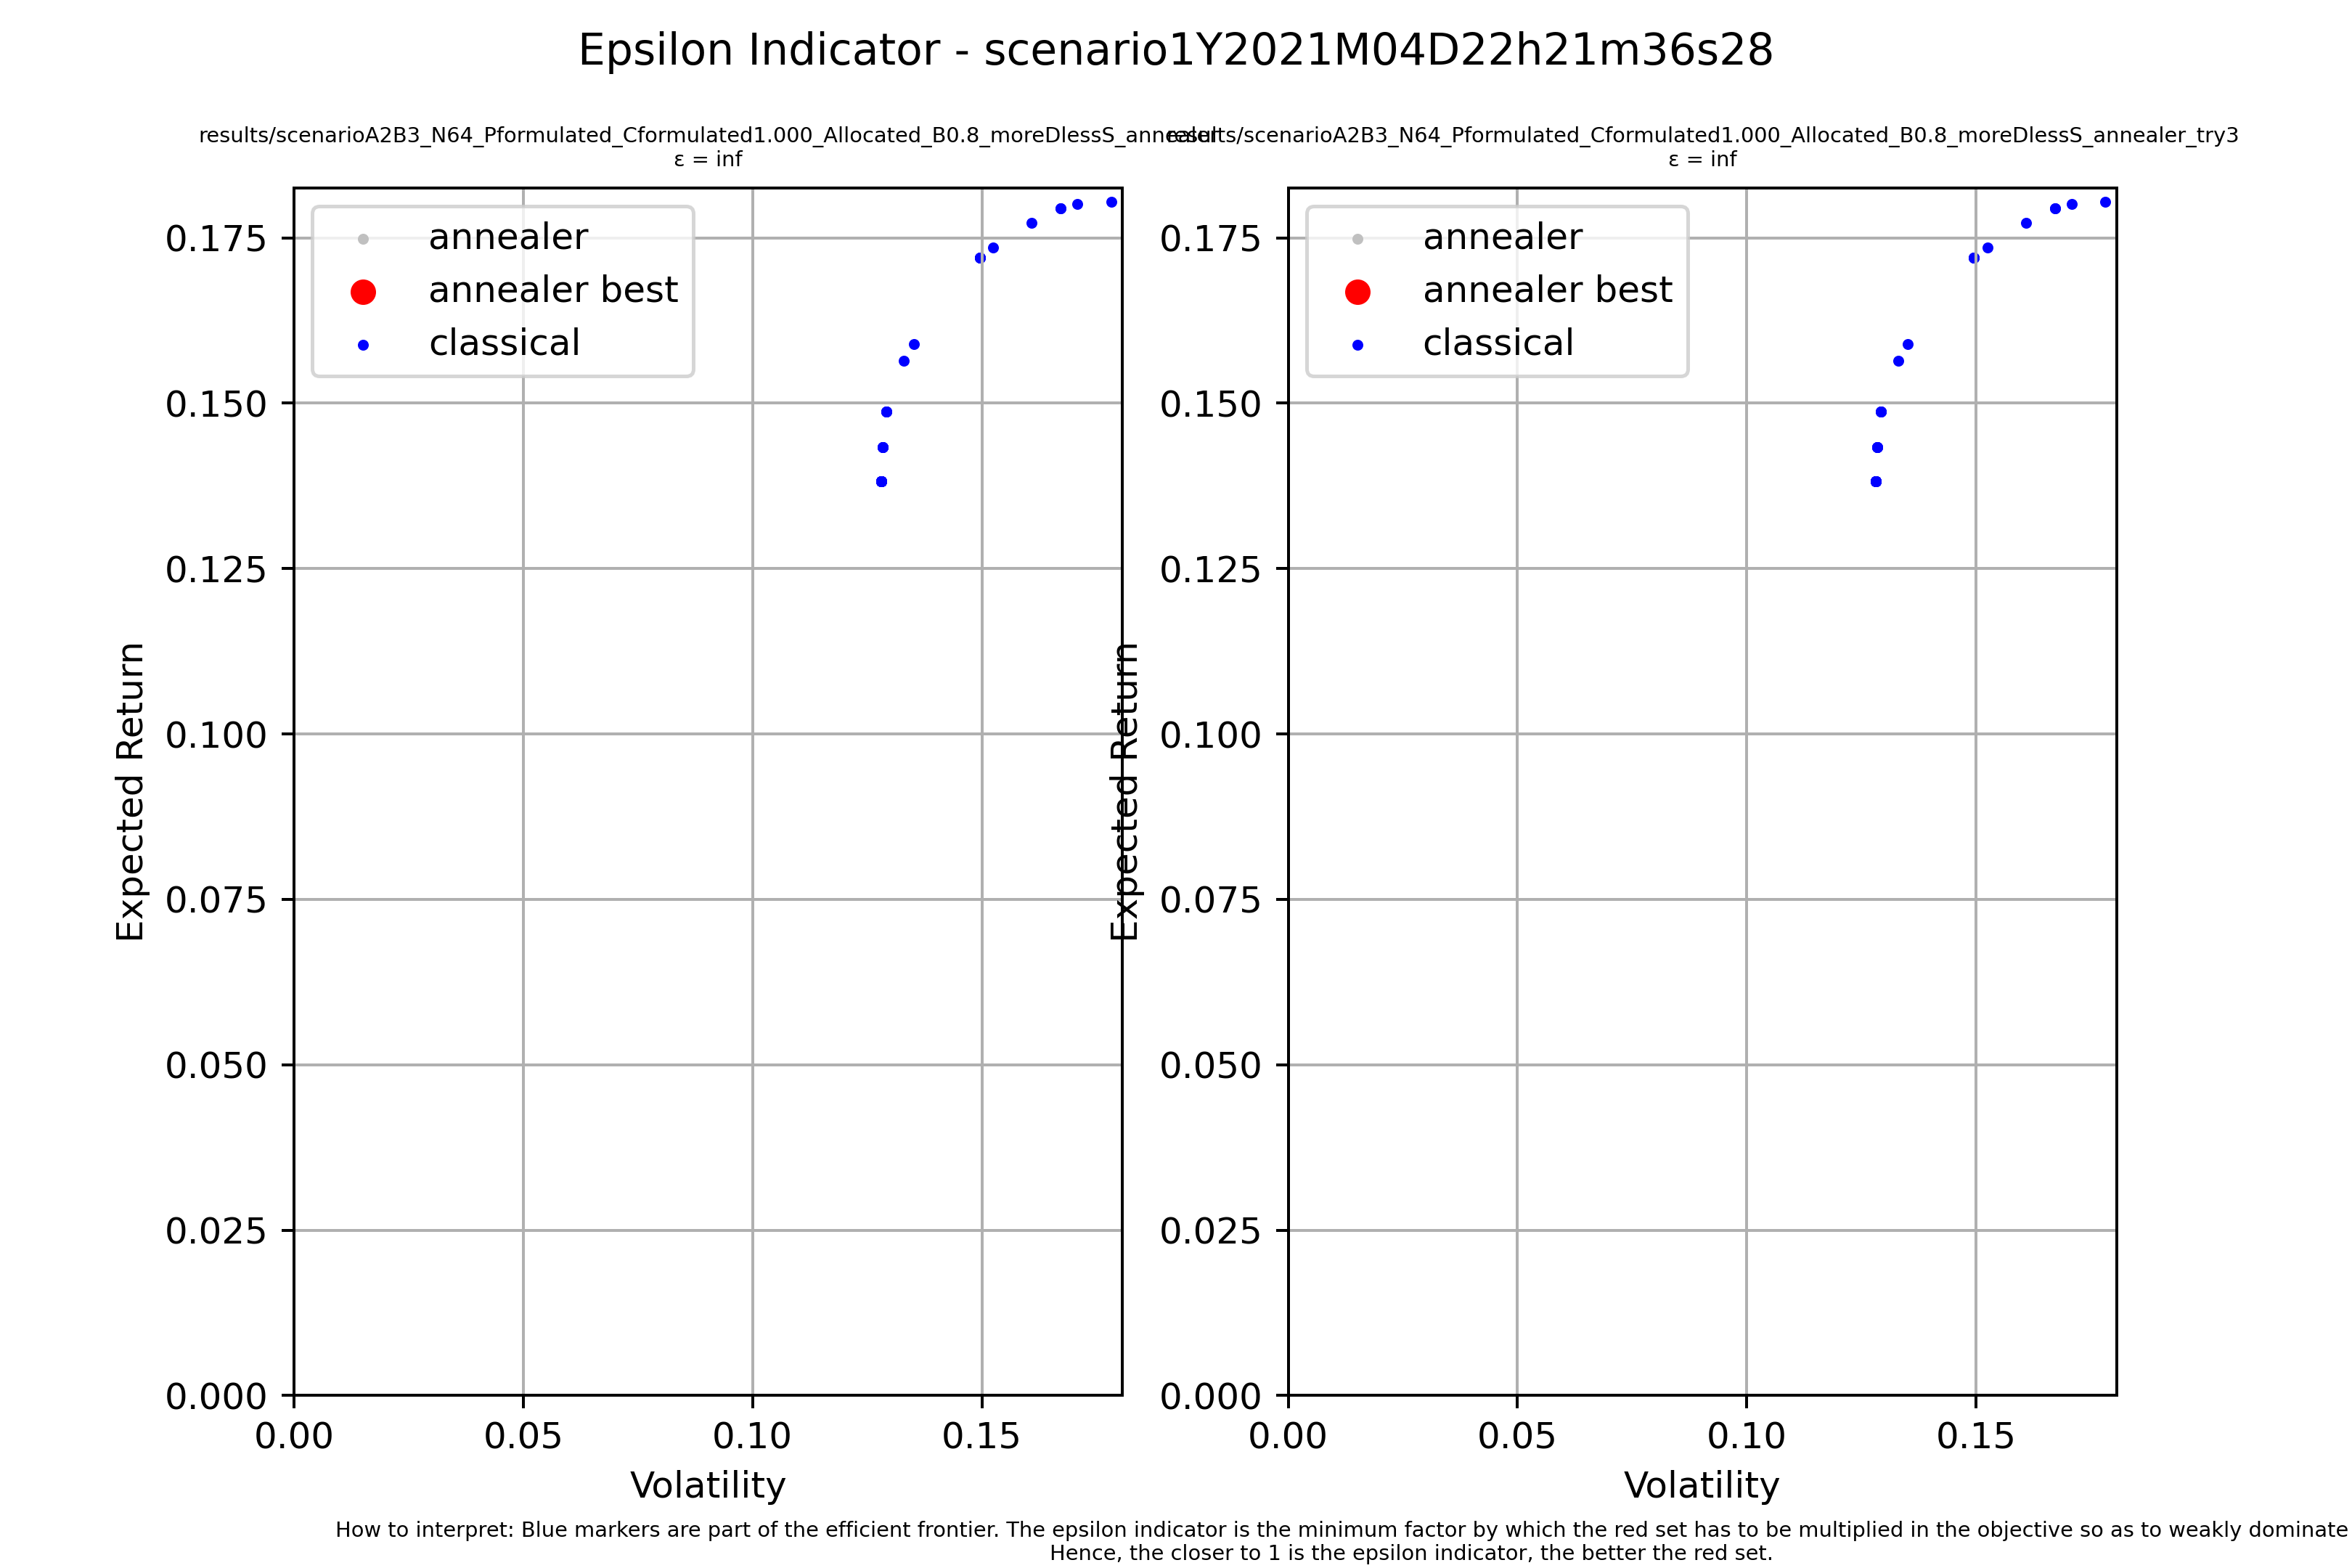 Epsilon Indicator - scenario1Y2021M04D22h21m36s28
results/scenarioA2B3_N64_Pformulated_Cformulated1.000_Allocated_B0.8_moreDlessS_annealer
ε = inf
results/scenarioA2B3_N64_Pformulated_Cformulated1.000_Allocated_B0.8_moreDlessS_annealer_try3
ε = inf
annealer
annealer best
classical
0.175
0.150
0.125
0.100
0.075
0.050
0.025
0.000
Expected Return
0.00 0.05 0.10 0.15
Volatility
annealer
annealer best
classical
0.175
0.150
0.125
0.100
0.075
0.050
0.025
0.000
Expected Return
0.00 0.05 0.10 0.15
Volatility
How to interpret: Blue markers are part of the efficient frontier. The epsilon indicator is the minimum factor by which the red set has to be multiplied in the objective so as to weakly dominate
Hence, the closer to 1 is the epsilon indicator, the better the red set.